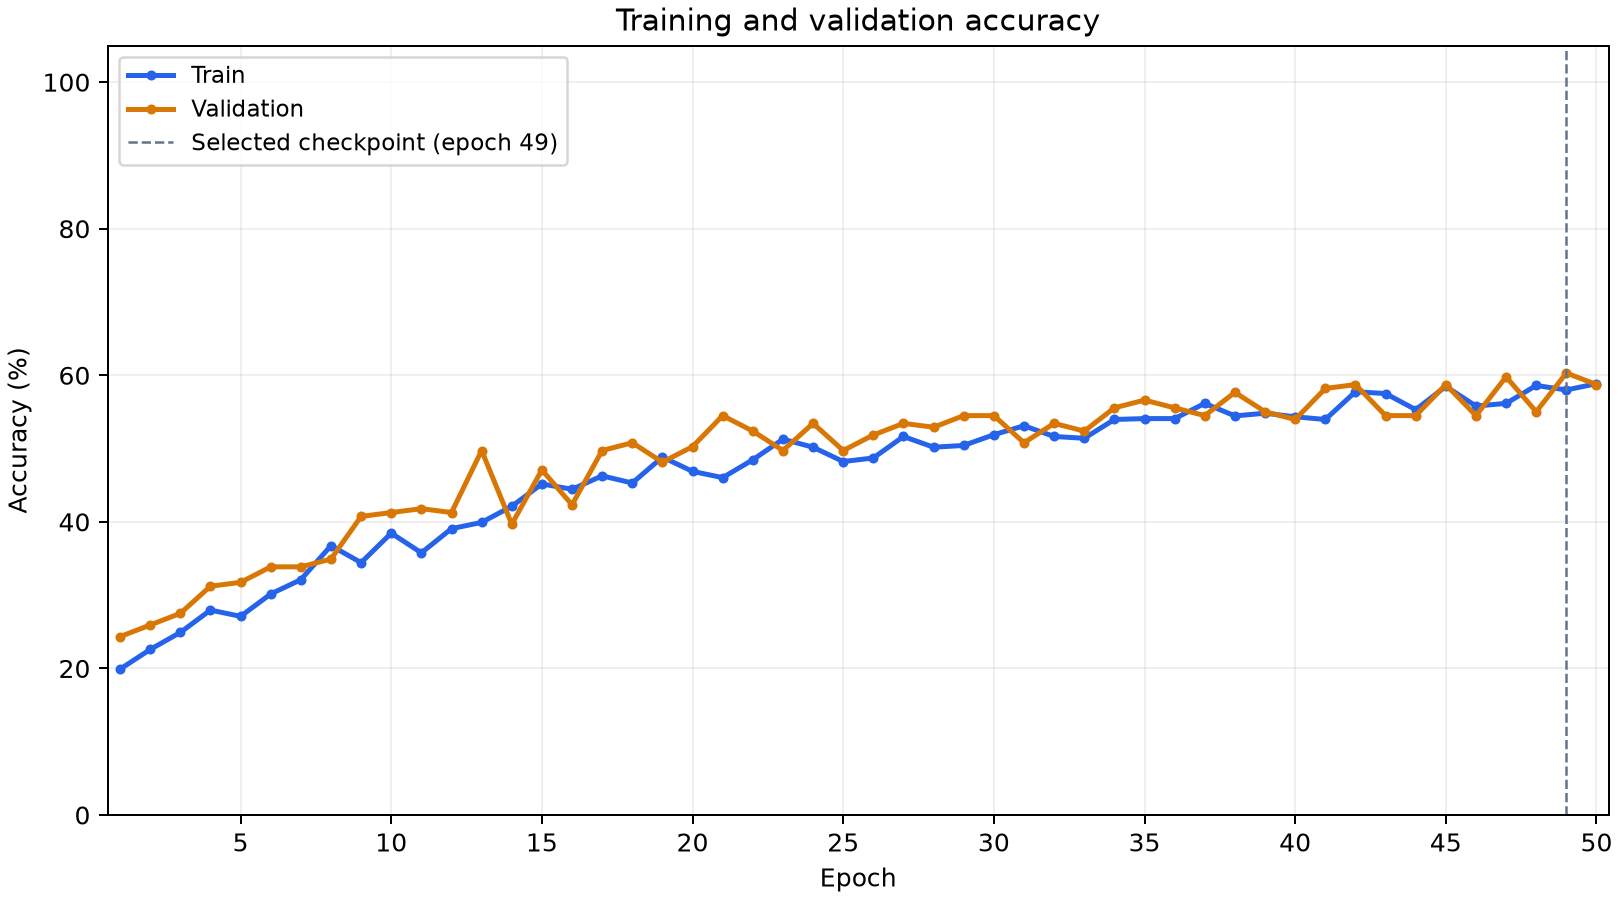 Training and validation accuracy
Train
Validation
Selected checkpoint (epoch 49)
Accuracy (%)
100
80
60
40
20
0
5 10 15 20 25 30 35 40 45 50
Epoch